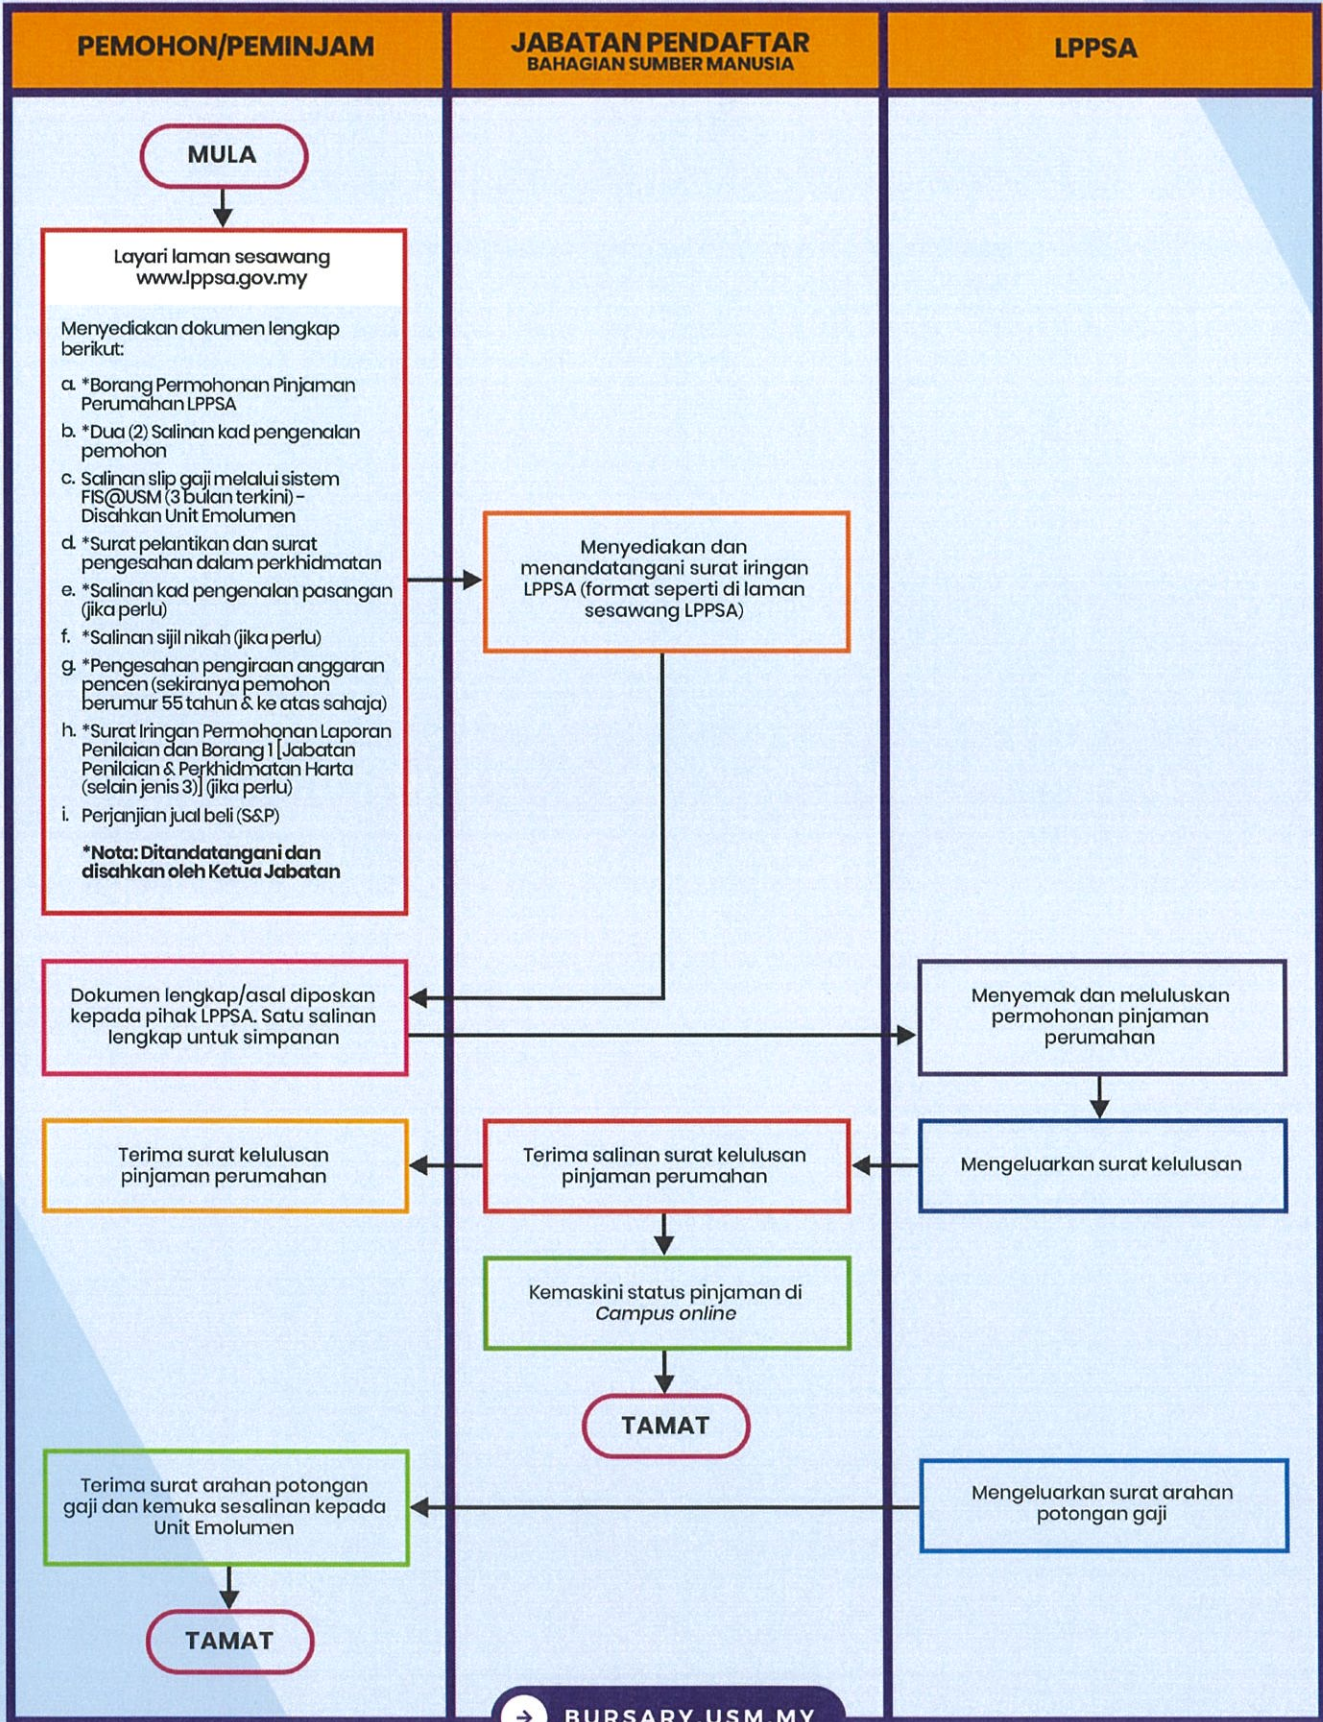 PEMOHON/PEMINJAM
JABATAN PENDAFTAR
BAHAGIAN SUMBER MANUSIA
LPPSA
MULA
Layari laman sesawang
www.lppsa.gov.my
Menyediakan dokumen lengkap
berikut:
a. *Borang Permohonan Pinjaman
Perumahan LPPSA
b. *Dua (2) Salinan kad pengenalan
pemohon
c. Salinan slip gaji melalui sistem
FIS@USM (3 bulan terkini) -
Disahkan Unit Emolumen
d. *Surat pelantikan dan surat
pengesahan dalam perkhidmatan
e. *Salinan kad pengenalan pasangan
(jika perlu)
f. *Salinan sijil nikah (jika perlu)
g. *Pengesahan pengiraan anggaran
pencen (sekiranya pemohon
berumur 55 tahun & ke atas sahaja)
h. *Surat Iringan Permohonan Laporan
Penilaian dan Borang 1 [Jabatan
Penilaian & Perkhidmatan Harta
(selain jenis 3)] (jika perlu)
i. Perjanjian jual beli (S&P)
*Nota: Ditandatangani dan
disahkan oleh Ketua Jabatan
Menyediakan dan
menandatangani surat iringan
LPPSA (format seperti di laman
sesawang LPPSA)
Dokumen lengkap/asal diposkan
kepada pihak LPPSA. Satu salinan
lengkap untuk simpanan
Menyemak dan meluluskan
permohonan pinjaman
perumahan
Terima surat kelulusan
pinjaman perumahan
Terima salinan surat kelulusan
pinjaman perumahan
Mengeluarkan surat kelulusan
Kemaskini status pinjaman di
Campus online
TAMAT
Terima surat arahan potongan
gaji dan kemuka sesalinan kepada
Unit Emolumen
Mengeluarkan surat arahan
potongan gaji
TAMAT
BURSARY.USM.MY